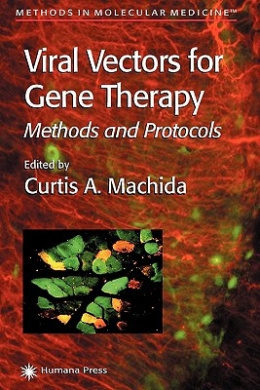 METHODS IN MOLECULAR MEDICINE™
Viral Vectors for
Gene Therapy
Methods and Protocols
Edited by
Curtis A. Machida
Humana Press